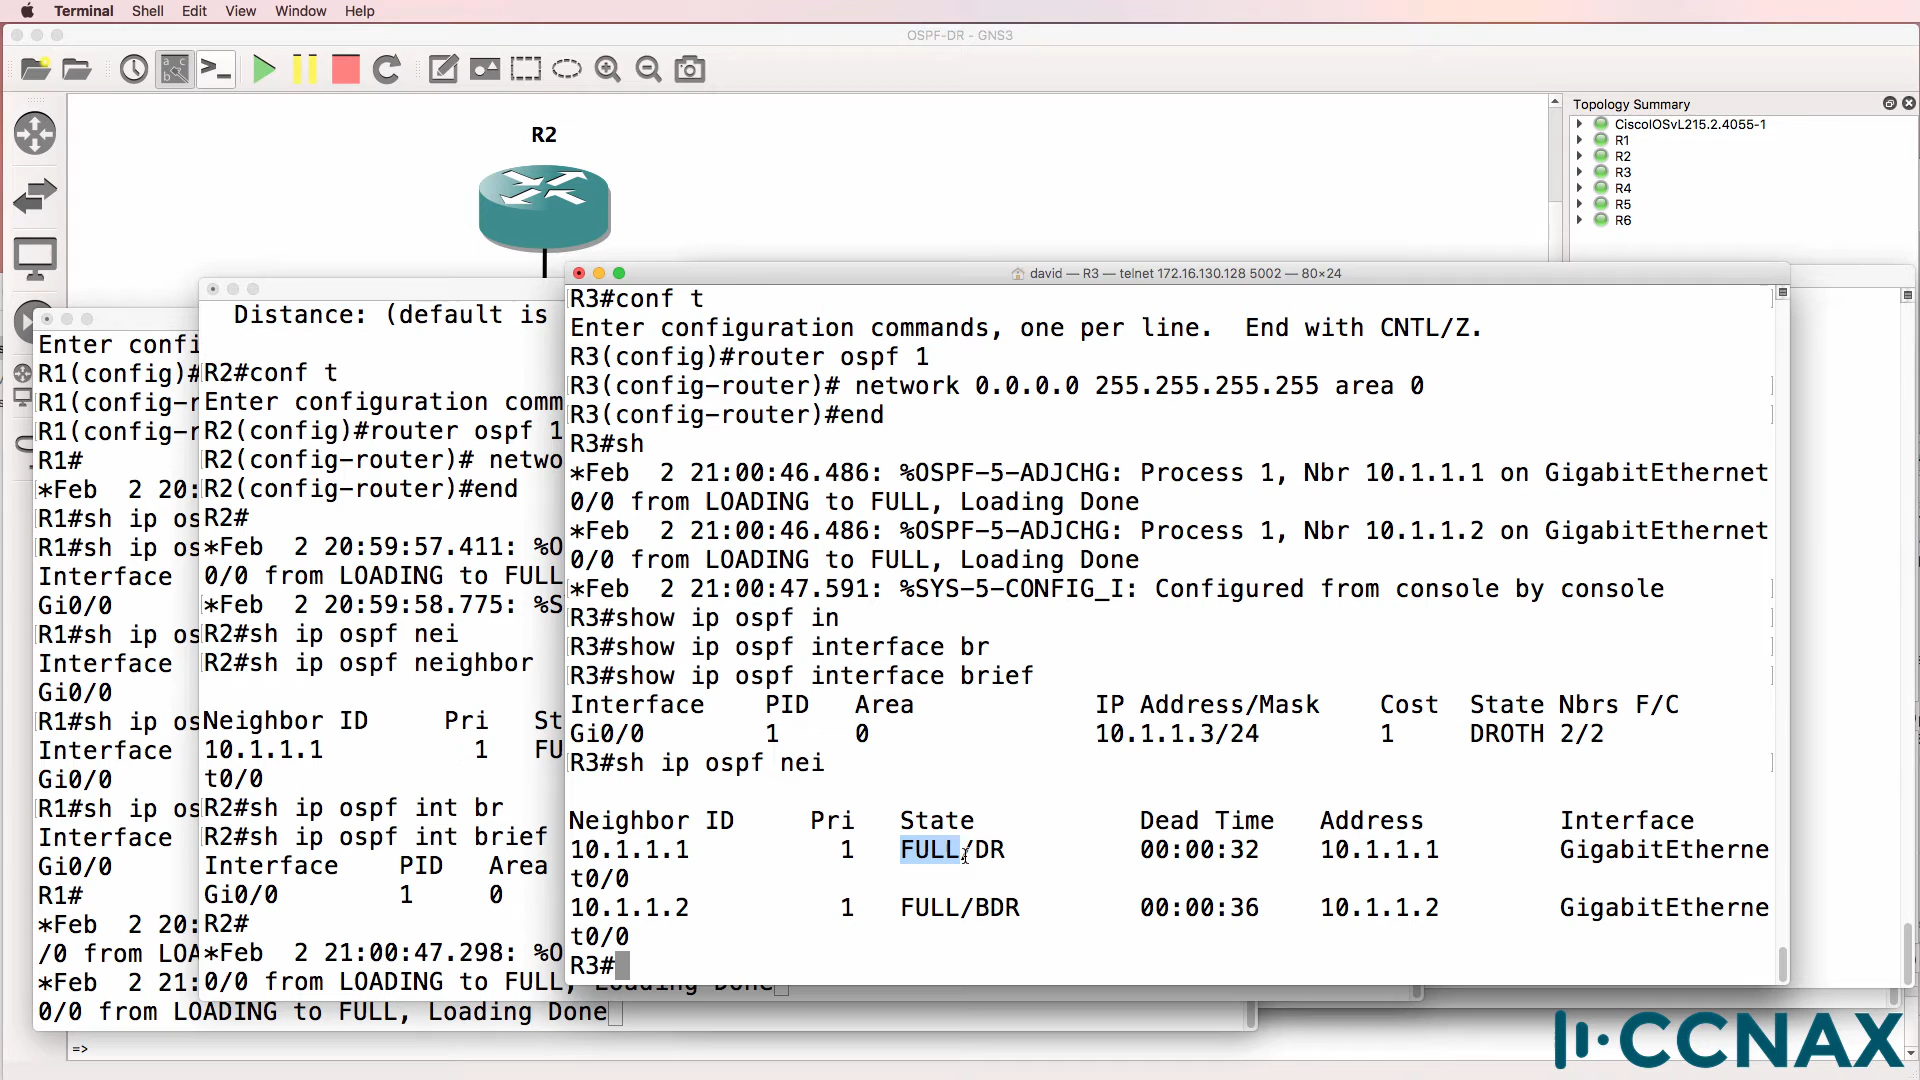 Terminal Shell Edit View Window Help
OSPF-DR - GNS3
R2
Topology Summary
CiscoIOSvL215.2.4055-1
R1
R2
R3
R4
R5
R6
Enter confi
R1(config)#
R1(config-r
R1(config-r
R1#
*Feb  2 20:
R1#sh ip os
R1#sh ip os
Interface
Gi0/0
R1#sh ip os
Interface
Gi0/0
R1#sh ip os
Interface
Gi0/0
R1#sh ip os
Interface
Gi0/0
R1#
*Feb  2 20:
/0 from LOA
*Feb  2 21:
0/0 from LOADING to FULL, Loading Done
Distance: (default is
R2#conf t
Enter configuration comm
R2(config)#router ospf 1
R2(config-router)# netwo
R2(config-router)#end
R2#
*Feb  2 20:59:57.411: %O
0/0 from LOADING to FULL
*Feb  2 20:59:58.775: %S
R2#sh ip ospf nei
R2#sh ip ospf neighbor
Neighbor ID     Pri   St
10.1.1.1          1   FU
t0/0
R2#sh ip ospf int br
R2#sh ip ospf int brief
Interface    PID   Area
Gi0/0        1     0
R2#
*Feb  2 21:00:47.298: %O
0/0 from LOADING to FULL, Loading Done
david — R3 — telnet 172.16.130.128 5002 — 80×24
R3#conf t
Enter configuration commands, one per line.  End with CNTL/Z.
R3(config)#router ospf 1
R3(config-router)# network 0.0.0.0 255.255.255.255 area 0
R3(config-router)#end
R3#sh
*Feb  2 21:00:46.486: %OSPF-5-ADJCHG: Process 1, Nbr 10.1.1.1 on GigabitEthernet
0/0 from LOADING to FULL, Loading Done
*Feb  2 21:00:46.486: %OSPF-5-ADJCHG: Process 1, Nbr 10.1.1.2 on GigabitEthernet
0/0 from LOADING to FULL, Loading Done
*Feb  2 21:00:47.591: %SYS-5-CONFIG_I: Configured from console by console
R3#show ip ospf in
R3#show ip ospf interface br
R3#show ip ospf interface brief
Interface    PID   Area            IP Address/Mask    Cost  State Nbrs F/C
Gi0/0        1     0               10.1.1.3/24        1     DROTH 2/2
R3#sh ip ospf nei
Neighbor ID     Pri   State           Dead Time   Address         Interface
10.1.1.1          1   FULL/DR         00:00:32    10.1.1.1        GigabitEtherne
t0/0
10.1.1.2          1   FULL/BDR        00:00:36    10.1.1.2        GigabitEtherne
t0/0
R3#
=>
CCNAX